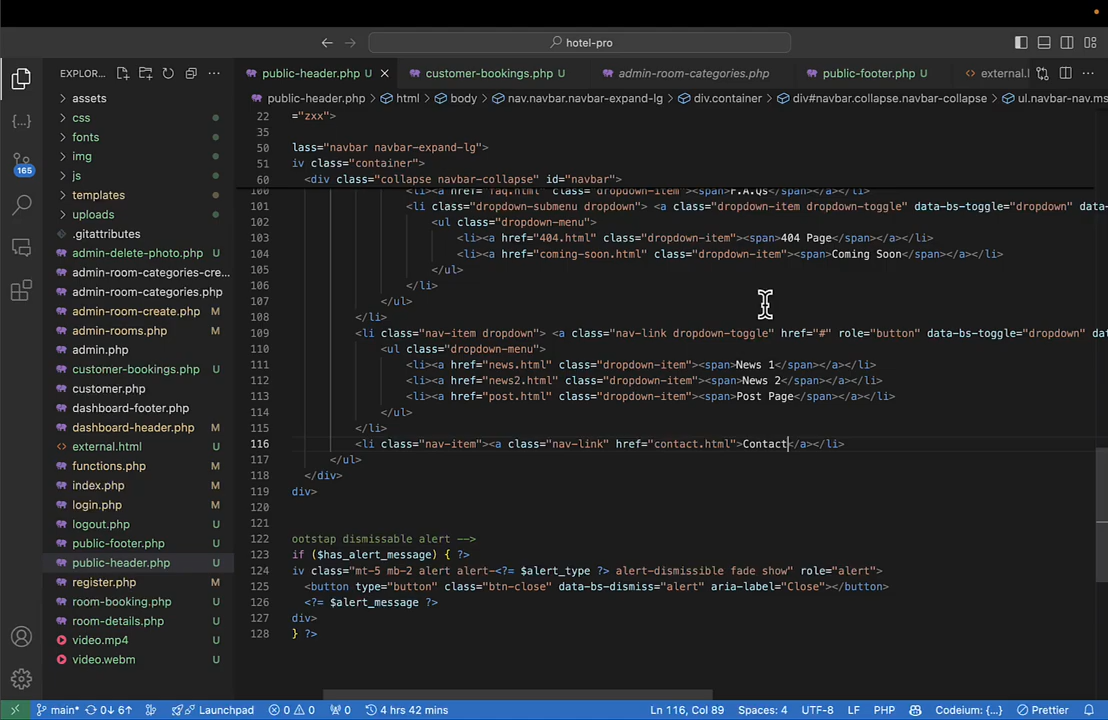 hotel-pro
EXPLOR...
public-header.php U
customer-bookings.php U
admin-room-categories.php
public-footer.php U
external.l
public-header.php > html > body > nav.navbar.navbar-expand-lg > div.container > div#navbar.collapse.navbar-collapse > ul.navbar-nav.ms
assets
css
fonts
img
js
templates
uploads
.gitattributes
admin-delete-photo.php U
admin-room-categories-cre...
admin-room-categories.php
admin-room-create.php M
admin-rooms.php M
admin.php
customer-bookings.php U
customer.php
dashboard-footer.php
dashboard-header.php M
external.html U
functions.php M
index.php M
login.php M
logout.php U
public-footer.php U
public-header.php U
register.php M
room-booking.php U
room-details.php U
video.mp4 U
video.webm U
165
22 ="zxx">
35
50 lass="navbar navbar-expand-lg">
51 iv class="container">
60 <div class="collapse navbar-collapse" id="navbar">
100 <li><a href="faq.html" class="dropdown-item"><span>F.A.Qs</span></a></li>
101 <li class="dropdown-submenu dropdown"> <a class="dropdown-item dropdown-toggle" data-bs-toggle="dropdown" data-
102 <ul class="dropdown-menu">
103 <li><a href="404.html" class="dropdown-item"><span>404 Page</span></a></li>
104 <li><a href="coming-soon.html" class="dropdown-item"><span>Coming Soon</span></a></li>
105 </ul>
106 </li>
107 </ul>
108 </li>
109 <li class="nav-item dropdown"> <a class="nav-link dropdown-toggle" href="#" role="button" data-bs-toggle="dropdown" da
110 <ul class="dropdown-menu">
111 <li><a href="news.html" class="dropdown-item"><span>News 1</span></a></li>
112 <li><a href="news2.html" class="dropdown-item"><span>News 2</span></a></li>
113 <li><a href="post.html" class="dropdown-item"><span>Post Page</span></a></li>
114 </ul>
115 </li>
116 <li class="nav-item"><a class="nav-link" href="contact.html">Contact</a></li>
117 </ul>
118 </div>
119 div>
120
121
122 ootstap dismissable alert -->
123 if ($has_alert_message) { ?>
124 iv class="mt-5 mb-2 alert alert-<?= $alert_type ?> alert-dismissible fade show" role="alert">
125 <button type="button" class="btn-close" data-bs-dismiss="alert" aria-label="Close"></button>
126 <?= $alert_message ?>
127 div>
128 } ?>
main* 0↓ 6↑ Launchpad 0 0 0 4 hrs 42 mins Ln 116, Col 89 Spaces: 4 UTF-8 LF PHP Codeium: {...} Prettier